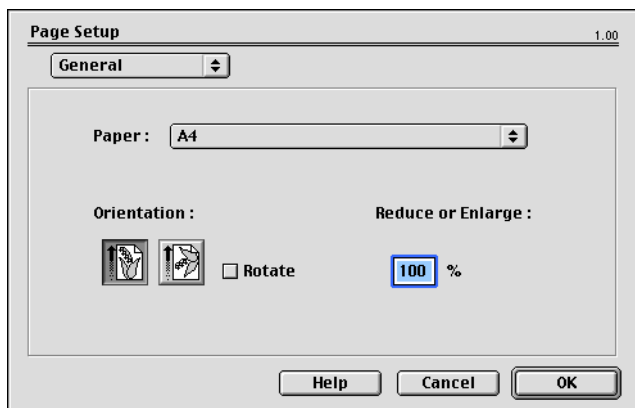 Page Setup
1.00
General
Paper : A4
Orientation :
Reduce or Enlarge :
Rotate
100 %
Help
Cancel
OK